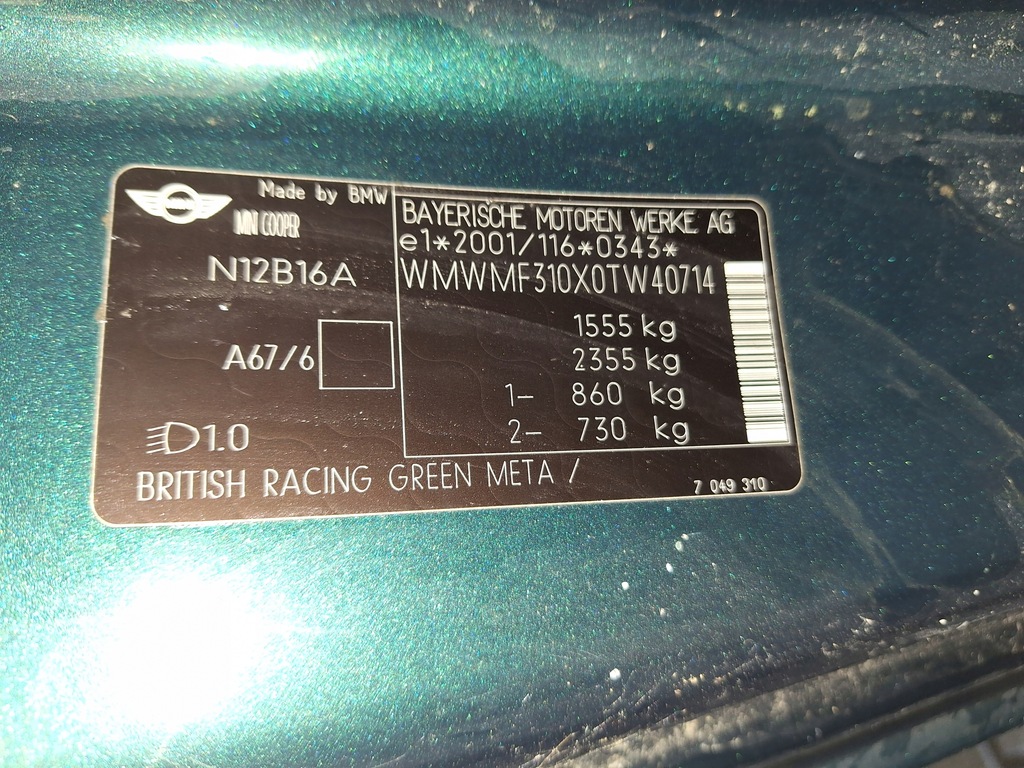 Made by BMW
MINI COOPER
N12B16A
A67/6
1.0
BAYERISCHE MOTOREN WERKE AG
e1*2001/116*0343*
WMWMF310X0TW40714
1555 kg
2355 kg
1- 860 kg
2- 730 kg
BRITISH RACING GREEN META /
7 049 310